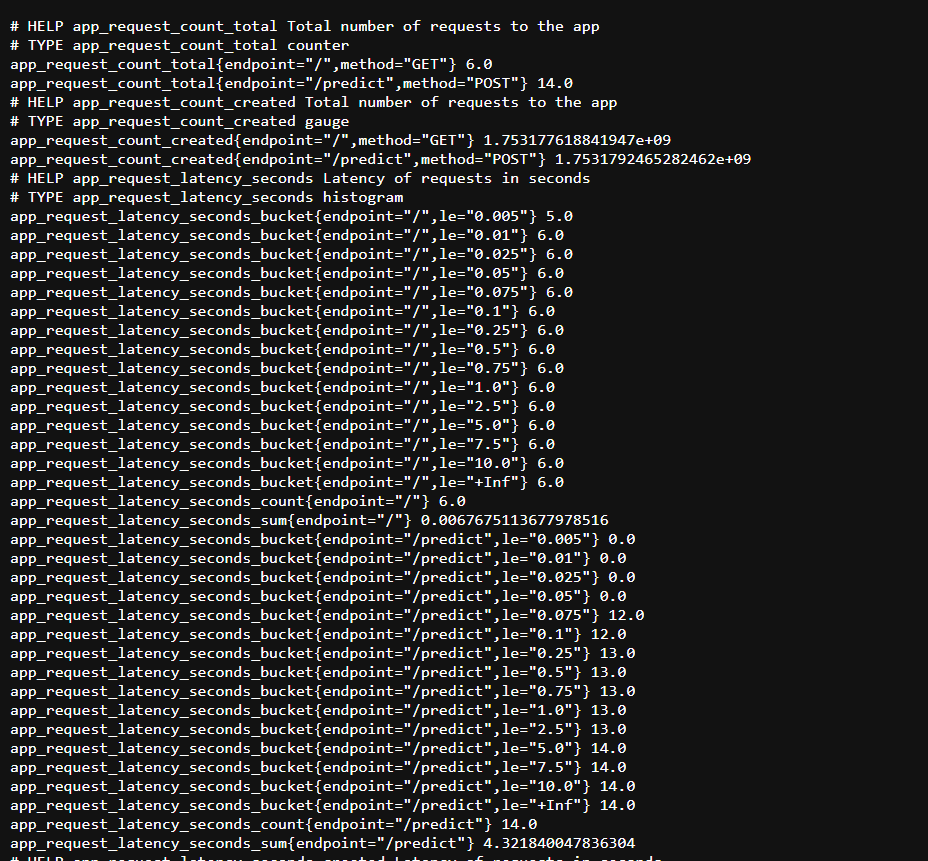 # HELP app_request_count_total Total number of requests to the app
# TYPE app_request_count_total counter
app_request_count_total{endpoint="/",method="GET"} 6.0
app_request_count_total{endpoint="/predict",method="POST"} 14.0
# HELP app_request_count_created Total number of requests to the app
# TYPE app_request_count_created gauge
app_request_count_created{endpoint="/",method="GET"} 1.753177618841947e+09
app_request_count_created{endpoint="/predict",method="POST"} 1.7531792465282462e+09
# HELP app_request_latency_seconds Latency of requests in seconds
# TYPE app_request_latency_seconds histogram
app_request_latency_seconds_bucket{endpoint="/",le="0.005"} 5.0
app_request_latency_seconds_bucket{endpoint="/",le="0.01"} 6.0
app_request_latency_seconds_bucket{endpoint="/",le="0.025"} 6.0
app_request_latency_seconds_bucket{endpoint="/",le="0.05"} 6.0
app_request_latency_seconds_bucket{endpoint="/",le="0.075"} 6.0
app_request_latency_seconds_bucket{endpoint="/",le="0.1"} 6.0
app_request_latency_seconds_bucket{endpoint="/",le="0.25"} 6.0
app_request_latency_seconds_bucket{endpoint="/",le="0.5"} 6.0
app_request_latency_seconds_bucket{endpoint="/",le="0.75"} 6.0
app_request_latency_seconds_bucket{endpoint="/",le="1.0"} 6.0
app_request_latency_seconds_bucket{endpoint="/",le="2.5"} 6.0
app_request_latency_seconds_bucket{endpoint="/",le="5.0"} 6.0
app_request_latency_seconds_bucket{endpoint="/",le="7.5"} 6.0
app_request_latency_seconds_bucket{endpoint="/",le="10.0"} 6.0
app_request_latency_seconds_bucket{endpoint="/",le="+Inf"} 6.0
app_request_latency_seconds_count{endpoint="/"} 6.0
app_request_latency_seconds_sum{endpoint="/"} 0.0067675113677978516
app_request_latency_seconds_bucket{endpoint="/predict",le="0.005"} 0.0
app_request_latency_seconds_bucket{endpoint="/predict",le="0.01"} 0.0
app_request_latency_seconds_bucket{endpoint="/predict",le="0.025"} 0.0
app_request_latency_seconds_bucket{endpoint="/predict",le="0.05"} 0.0
app_request_latency_seconds_bucket{endpoint="/predict",le="0.075"} 12.0
app_request_latency_seconds_bucket{endpoint="/predict",le="0.1"} 12.0
app_request_latency_seconds_bucket{endpoint="/predict",le="0.25"} 13.0
app_request_latency_seconds_bucket{endpoint="/predict",le="0.5"} 13.0
app_request_latency_seconds_bucket{endpoint="/predict",le="0.75"} 13.0
app_request_latency_seconds_bucket{endpoint="/predict",le="1.0"} 13.0
app_request_latency_seconds_bucket{endpoint="/predict",le="2.5"} 13.0
app_request_latency_seconds_bucket{endpoint="/predict",le="5.0"} 14.0
app_request_latency_seconds_bucket{endpoint="/predict",le="7.5"} 14.0
app_request_latency_seconds_bucket{endpoint="/predict",le="10.0"} 14.0
app_request_latency_seconds_bucket{endpoint="/predict",le="+Inf"} 14.0
app_request_latency_seconds_count{endpoint="/predict"} 14.0
app_request_latency_seconds_sum{endpoint="/predict"} 4.321840047836304
# HELP app_request_latency_seconds_created Latency of requests in seconds